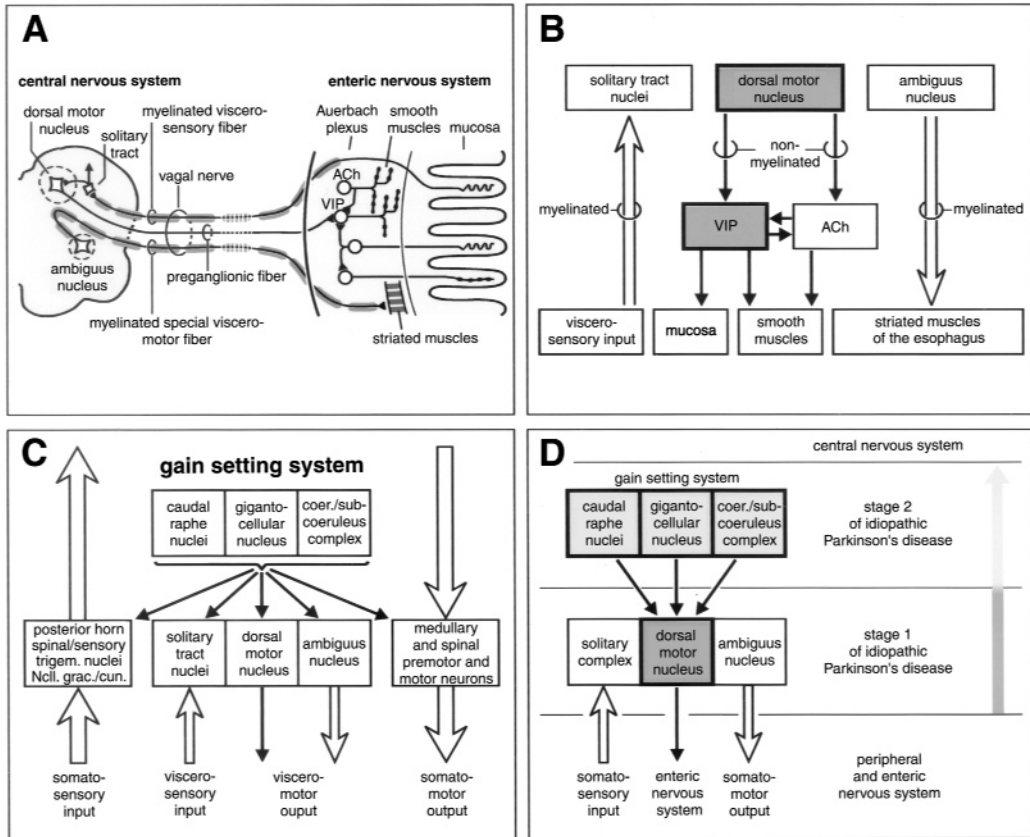 A
central nervous system
enteric nervous system
dorsal motor
nucleus
myelinated viscero-
sensory fiber
solitary
tract
vagal nerve
Auerbach
plexus
smooth
muscles
mucosa
ACh
VIP
ambiguus
nucleus
preganglionic fiber
myelinated special viscero-
motor fiber
striated muscles
B
solitary tract
nuclei
dorsal motor
nucleus
ambiguus
nucleus
non-
myelinated
myelinated
myelinated
VIP
ACh
viscero-
sensory input
mucosa
smooth
muscles
striated muscles
of the esophagus
C
gain setting system
caudal
raphe
nuclei
giganto-
cellular
nucleus
coer./sub-
coeruleus
complex
posterior horn
spinal/sensory
trigem. nuclei
Ncll. grac./cun.
solitary
tract
nuclei
dorsal
motor
nucleus
ambiguus
nucleus
medullary
and spinal
premotor and
motor neurons
somato-
sensory
input
viscero-
sensory
input
viscero-
motor
ouput
somato-
motor
output
D
central nervous system
gain setting system
caudal
raphe
nuclei
giganto-
cellular
nucleus
coer./sub-
coeruleus
complex
stage 2
of idiopathic
Parkinson's disease
solitary
complex
dorsal
motor
nucleus
ambiguus
nucleus
stage 1
of idiopathic
Parkinson's disease
somato-
sensory
input
enteric
nervous
system
somato-
motor
output
peripheral
and enteric
nervous system